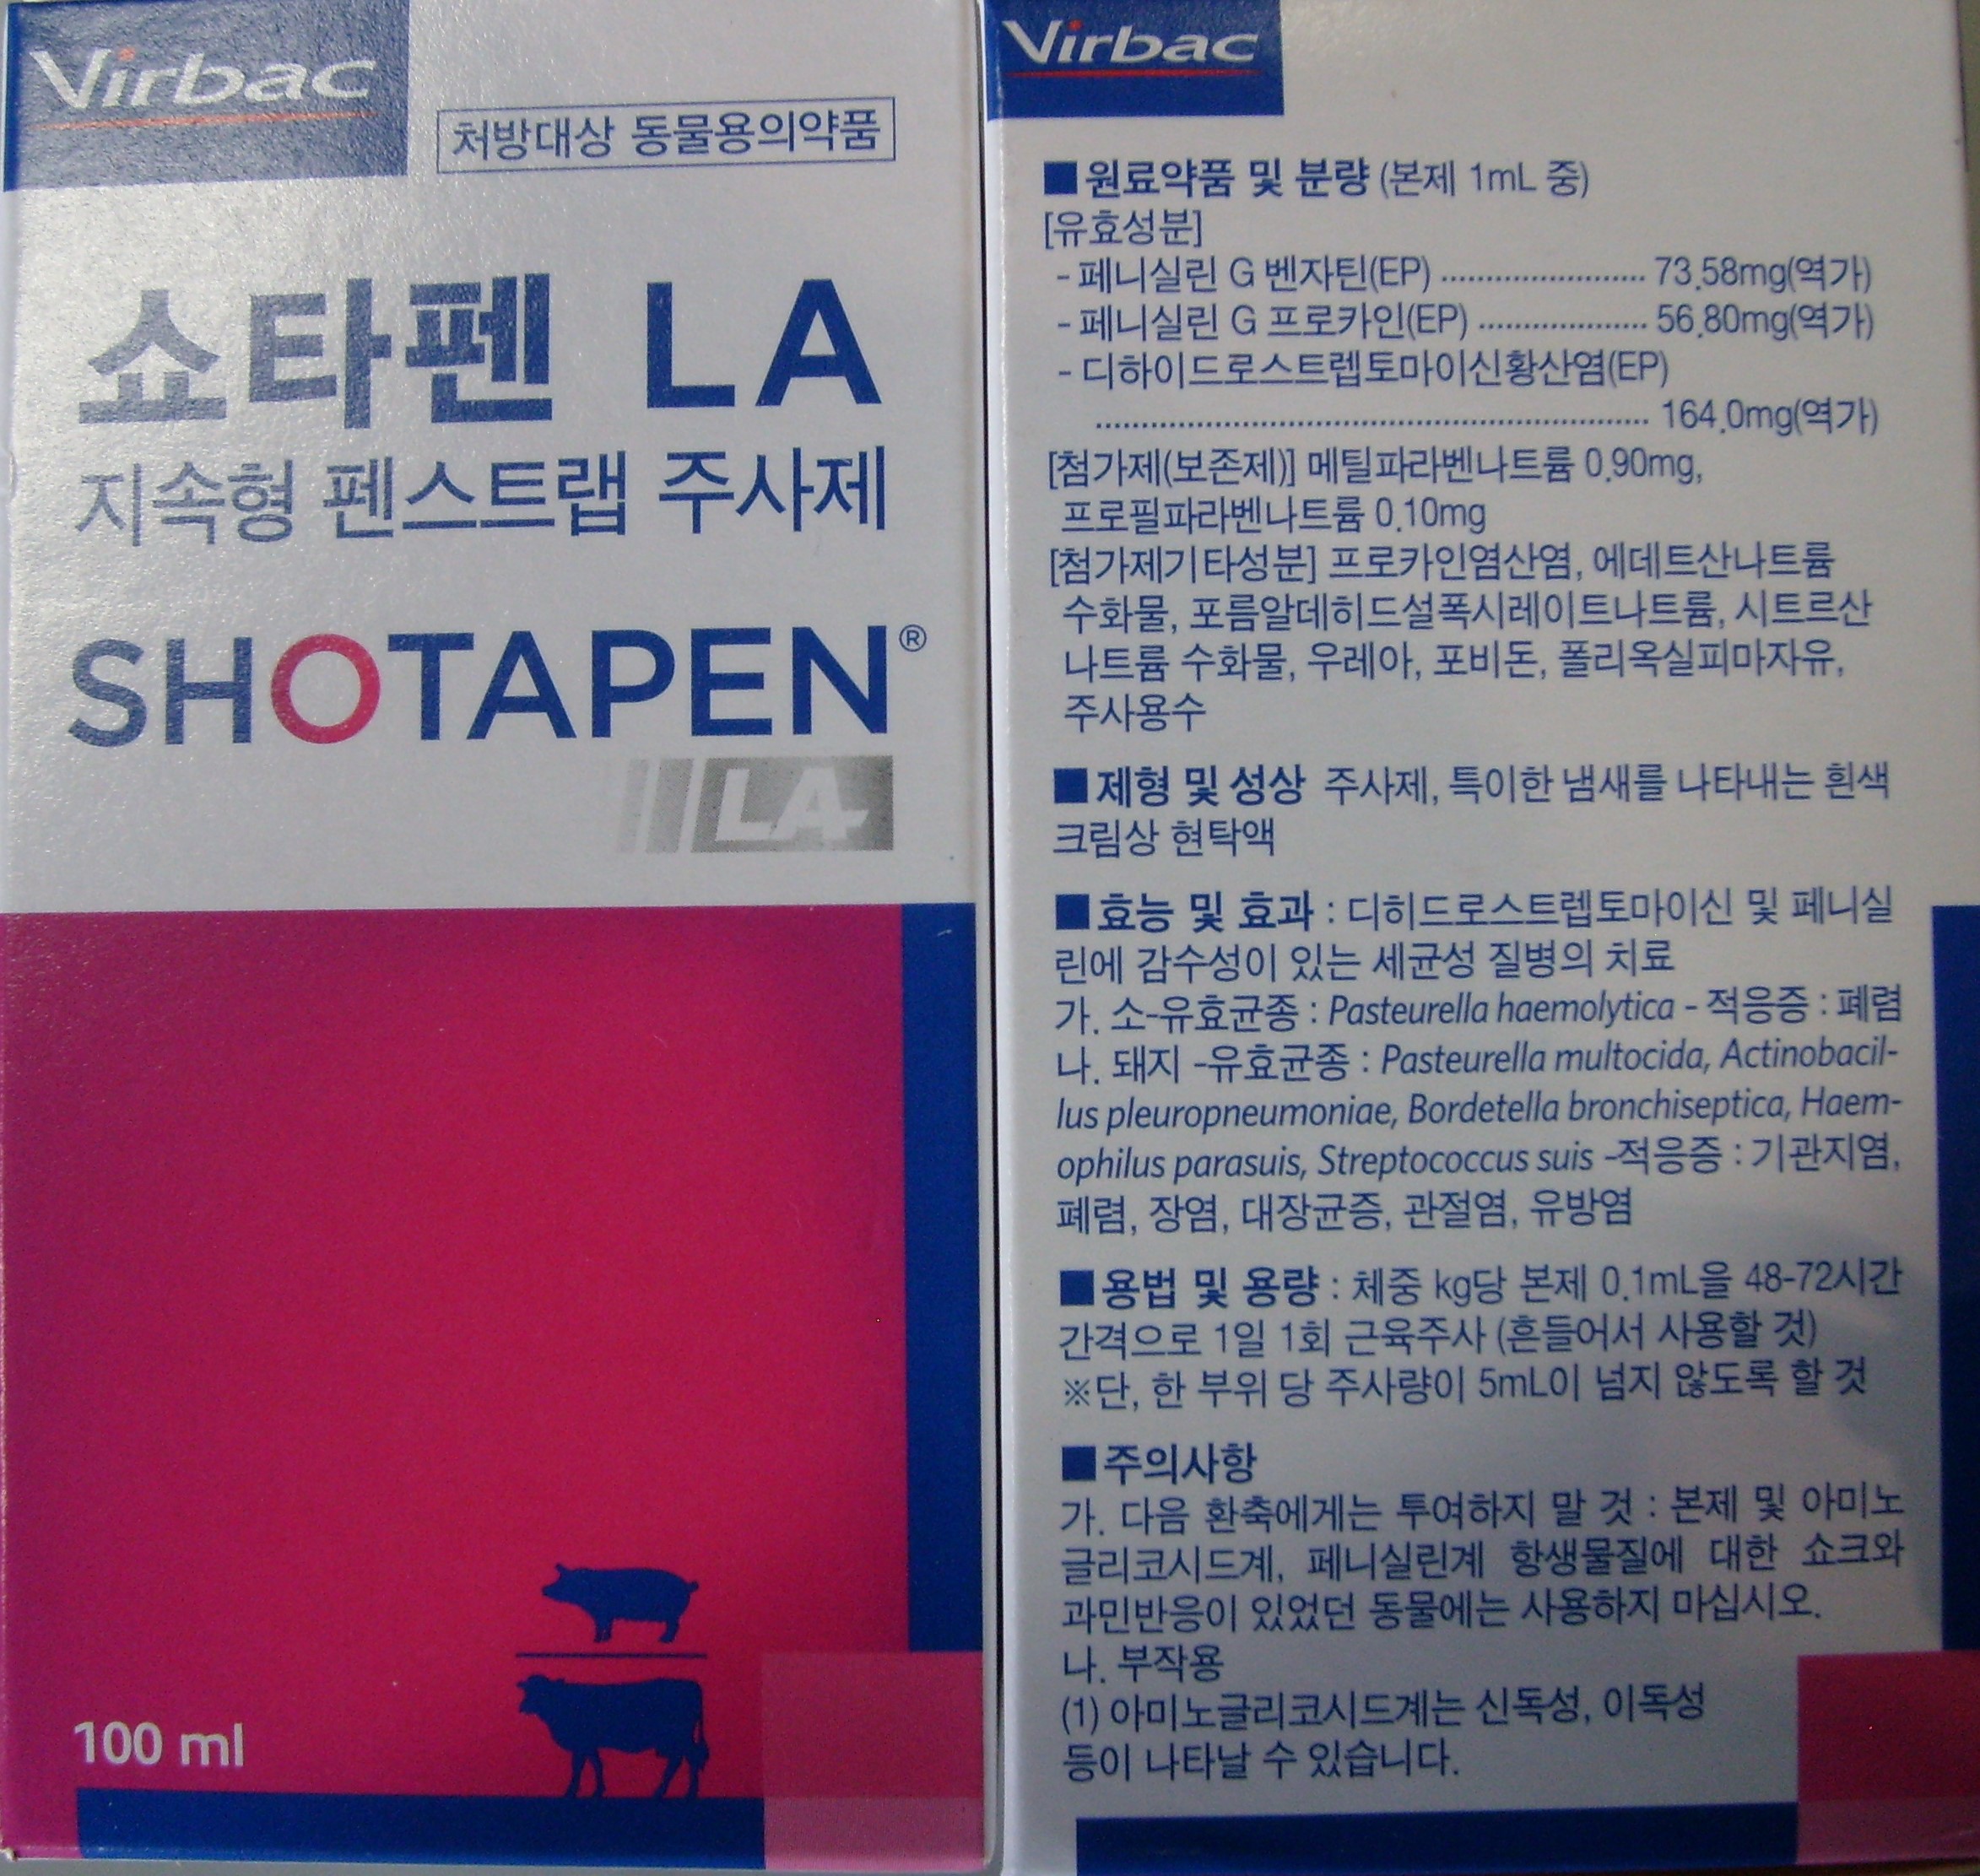 Virbac
처방대상 동물용의약품
쇼타펜 LA
지속형 펜스트랩 주사제
SHOTAPEN®
LA
100 ml
Virbac
■ 원료약품 및 분량 (본제 1mL 중)
[유효성분]
- 페니실린 G 벤자틴(EP) ........................ 73.58mg(역가)
- 페니실린 G 프로카인(EP) .................... 56.80mg(역가)
- 디하이드로스트렙토마이신황산염(EP)
................................................................ 164.0mg(역가)
[첨가제(보존제)] 메틸파라벤나트륨 0.90mg,
프로필파라벤나트륨 0.10mg
[첨가제기타성분] 프로카인염산염, 에데트산나트륨
수화물, 포름알데히드설폭시레이트나트륨, 시트르산
나트륨 수화물, 우레아, 포비돈, 폴리옥실피마자유,
주사용수
■ 제형 및 성상 주사제, 특이한 냄새를 나타내는 흰색
크림상 현탁액
■ 효능 및 효과 : 디히드로스트렙토마이신 및 페니실
린에 감수성이 있는 세균성 질병의 치료
가. 소-유효균종 : Pasteurella haemolytica - 적응증 : 폐렴
나. 돼지 -유효균종 : Pasteurella multocida, Actinobacil-
lus pleuropneumoniae, Bordetella bronchiseptica, Haem-
ophilus parasuis, Streptococcus suis -적응증 : 기관지염,
폐렴, 장염, 대장균증, 관절염, 유방염
■ 용법 및 용량 : 체중 kg당 본제 0.1mL을 48-72시간
간격으로 1일 1회 근육주사 (흔들어서 사용할 것)
※단, 한 부위 당 주사량이 5mL이 넘지 않도록 할 것
■ 주의사항
가. 다음 환축에게는 투여하지 말 것 : 본제 및 아미노
글리코시드계, 페니실린계 항생물질에 대한 쇼크와
과민반응이 있었던 동물에는 사용하지 마십시오.
나. 부작용
(1) 아미노글리코시드계는 신독성, 이독성
등이 나타날 수 있습니다.